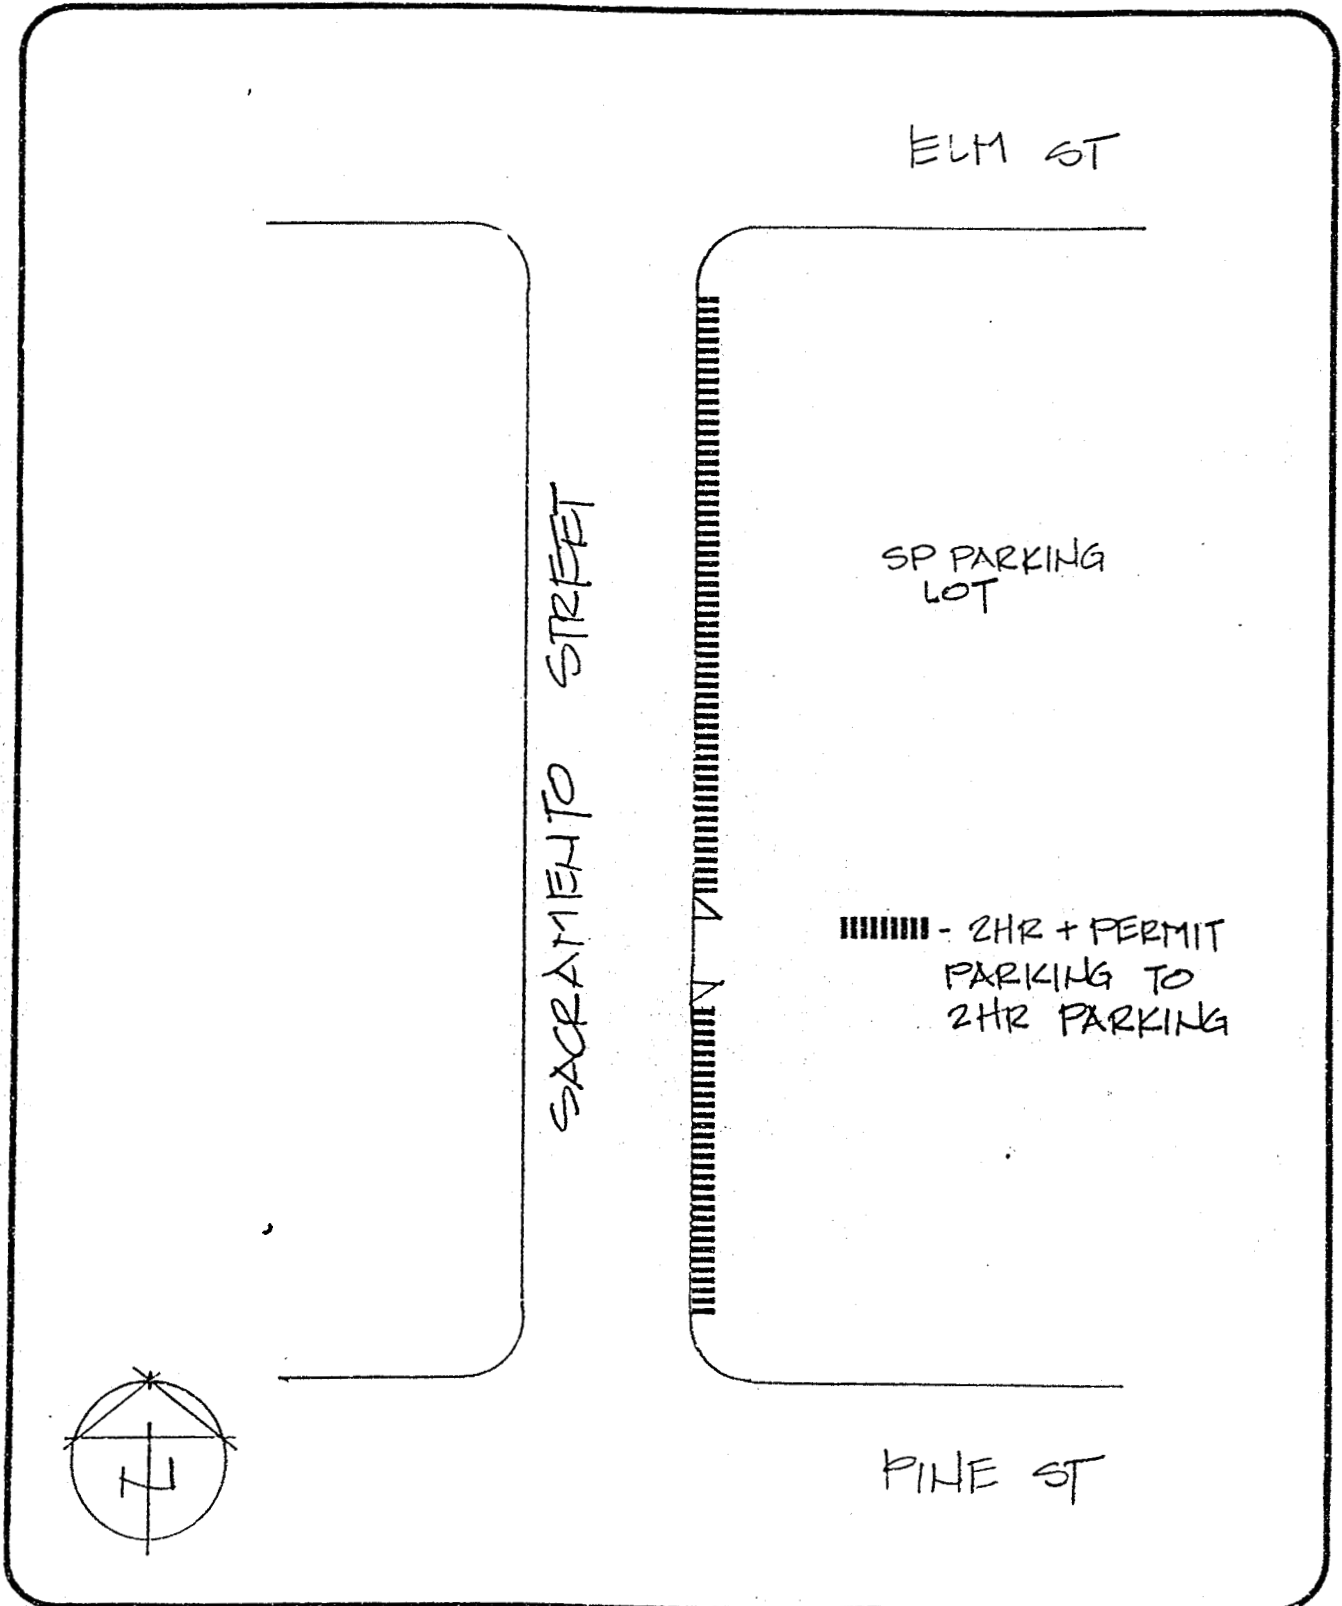 ELM ST
SP PARKING
LOT
SACRAMENTO STREET
- 2HR + PERMIT
PARKING TO
2HR PARKING
N
PINE ST